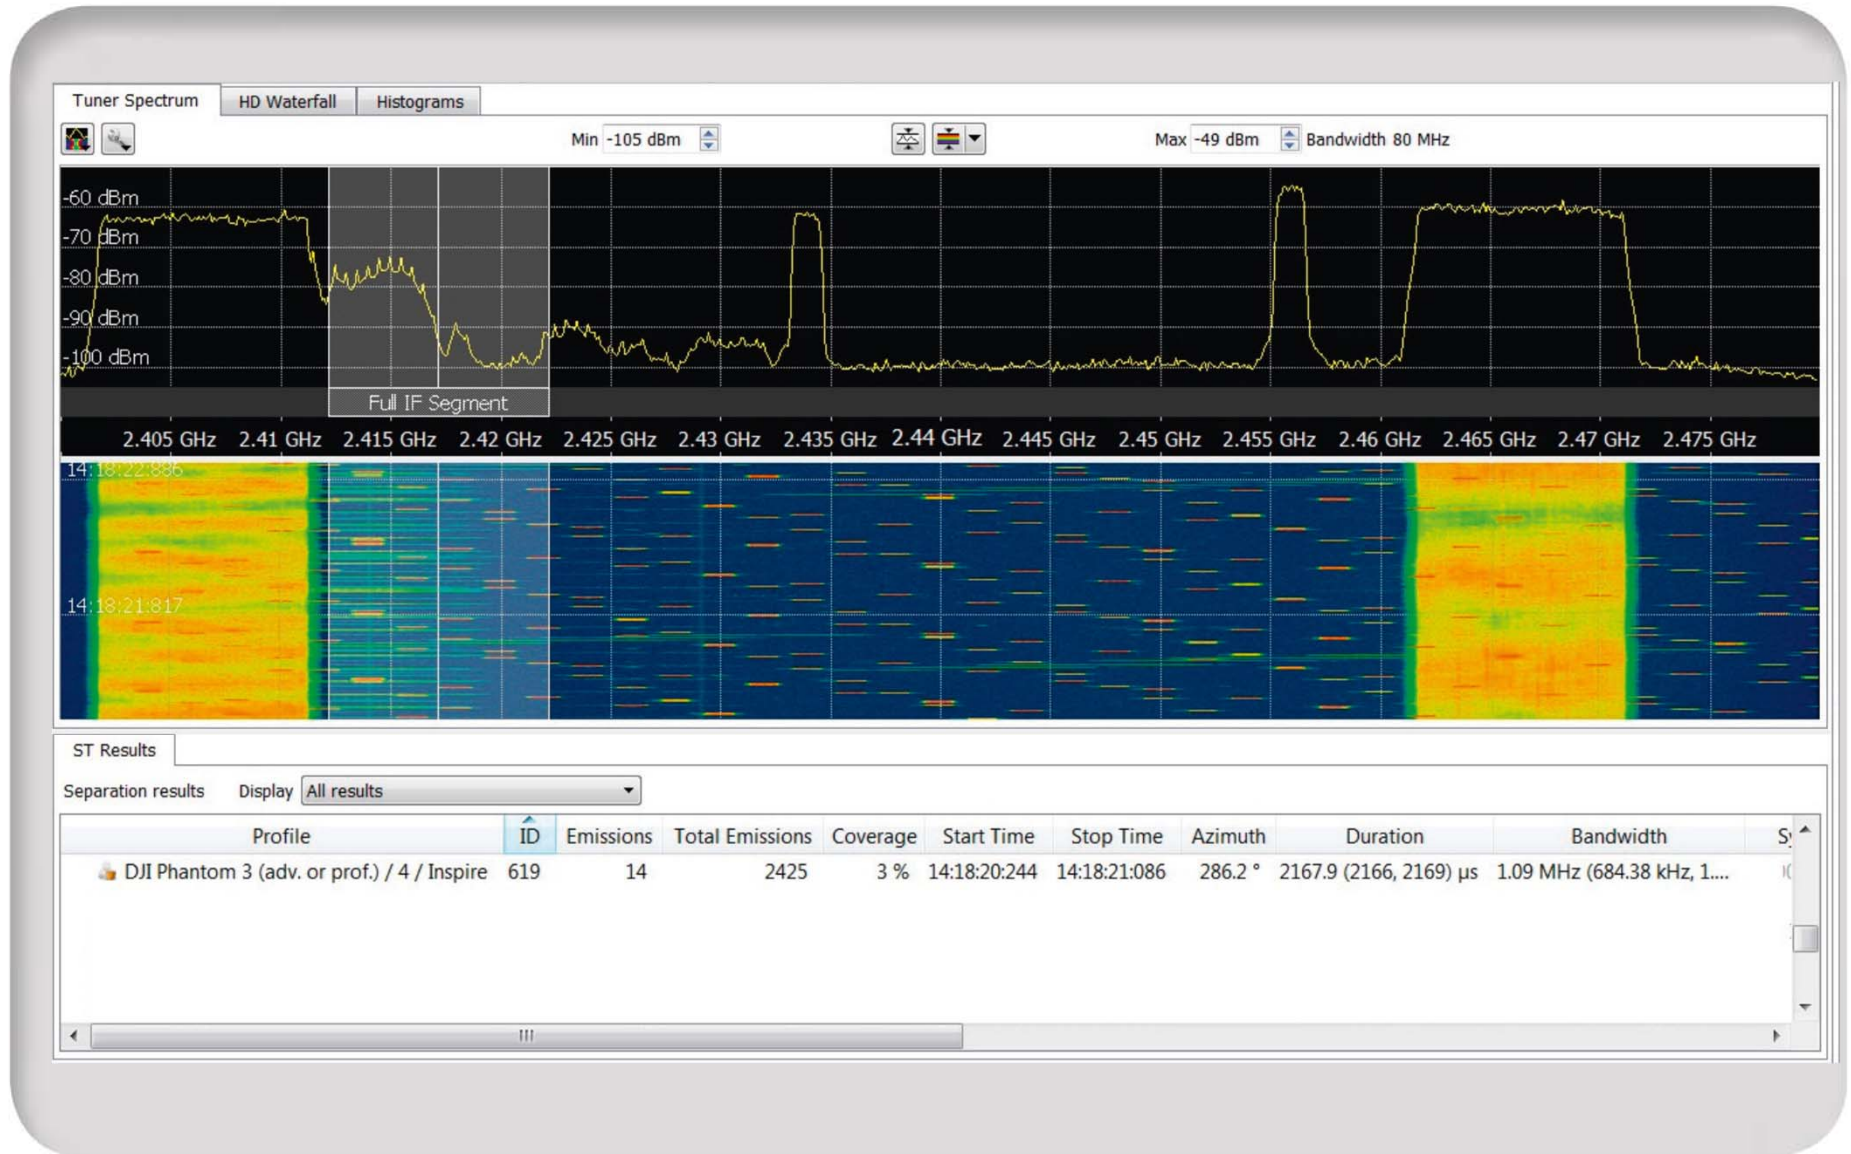 Tuner Spectrum HD Waterfall Histograms
Min -105 dBm Max -49 dBm Bandwidth 80 MHz
-60 dBm
-70 dBm
-80 dBm
-90 dBm
-100 dBm
Full IF Segment
2.405 GHz 2.41 GHz 2.415 GHz 2.42 GHz 2.425 GHz 2.43 GHz 2.435 GHz 2.44 GHz 2.445 GHz 2.45 GHz 2.455 GHz 2.46 GHz 2.465 GHz 2.47 GHz 2.475 GHz
14:18:22:886
14:18:21:817
ST Results
Separation results Display All results
Profile ID Emissions Total Emissions Coverage Start Time Stop Time Azimuth Duration Bandwidth
DJI Phantom 3 (adv. or prof.) / 4 / Inspire 619 14 2425 3 % 14:18:20:244 14:18:21:086 286.2 ° 2167.9 (2166, 2169) µs 1.09 MHz (684.38 kHz, 1....